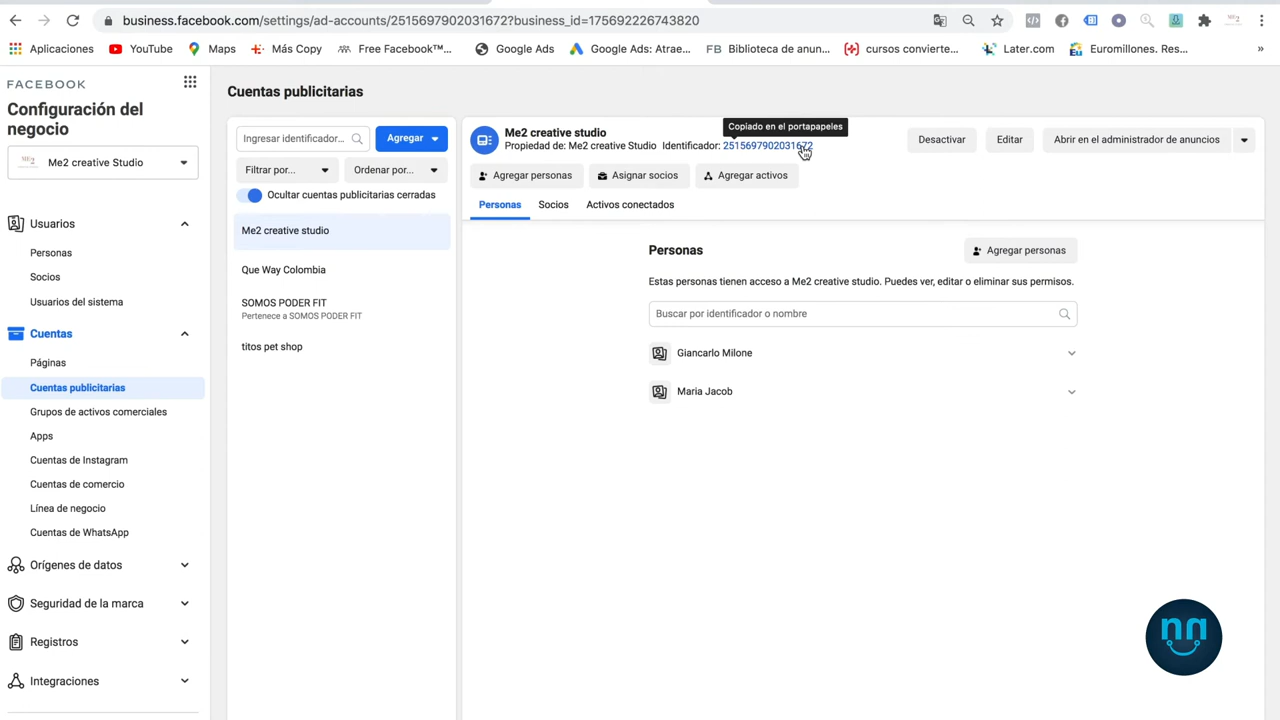 business.facebook.com/settings/ad-accounts/2515697902031672?business_id=175692226743820
Aplicaciones YouTube Maps Más Copy Free Facebook™... Google Ads Google Ads: Atrae... FB Biblioteca de anun... cursos convierte... Later.com Euromillones. Res... »
FACEBOOK
Configuración del
negocio
Me2 creative Studio
Usuarios
Personas
Socios
Usuarios del sistema
Cuentas
Páginas
Cuentas publicitarias
Grupos de activos comerciales
Apps
Cuentas de Instagram
Cuentas de comercio
Línea de negocio
Cuentas de WhatsApp
Orígenes de datos
Seguridad de la marca
Registros
Integraciones
Cuentas publicitarias
Ingresar identificador... Agregar
Filtrar por... Ordenar por...
Ocultar cuentas publicitarias cerradas
Me2 creative studio
Que Way Colombia
SOMOS PODER FIT
Pertenece a SOMOS PODER FIT
titos pet shop
Copiado en el portapapeles
Me2 creative studio
Propiedad de: Me2 creative Studio Identificador: 2515697902031672
Desactivar Editar Abrir en el administrador de anuncios
Agregar personas Asignar socios Agregar activos
Personas Socios Activos conectados
Personas Agregar personas
Estas personas tienen acceso a Me2 creative studio. Puedes ver, editar o eliminar sus permisos.
Buscar por identificador o nombre
Giancarlo Milone
Maria Jacob
nn